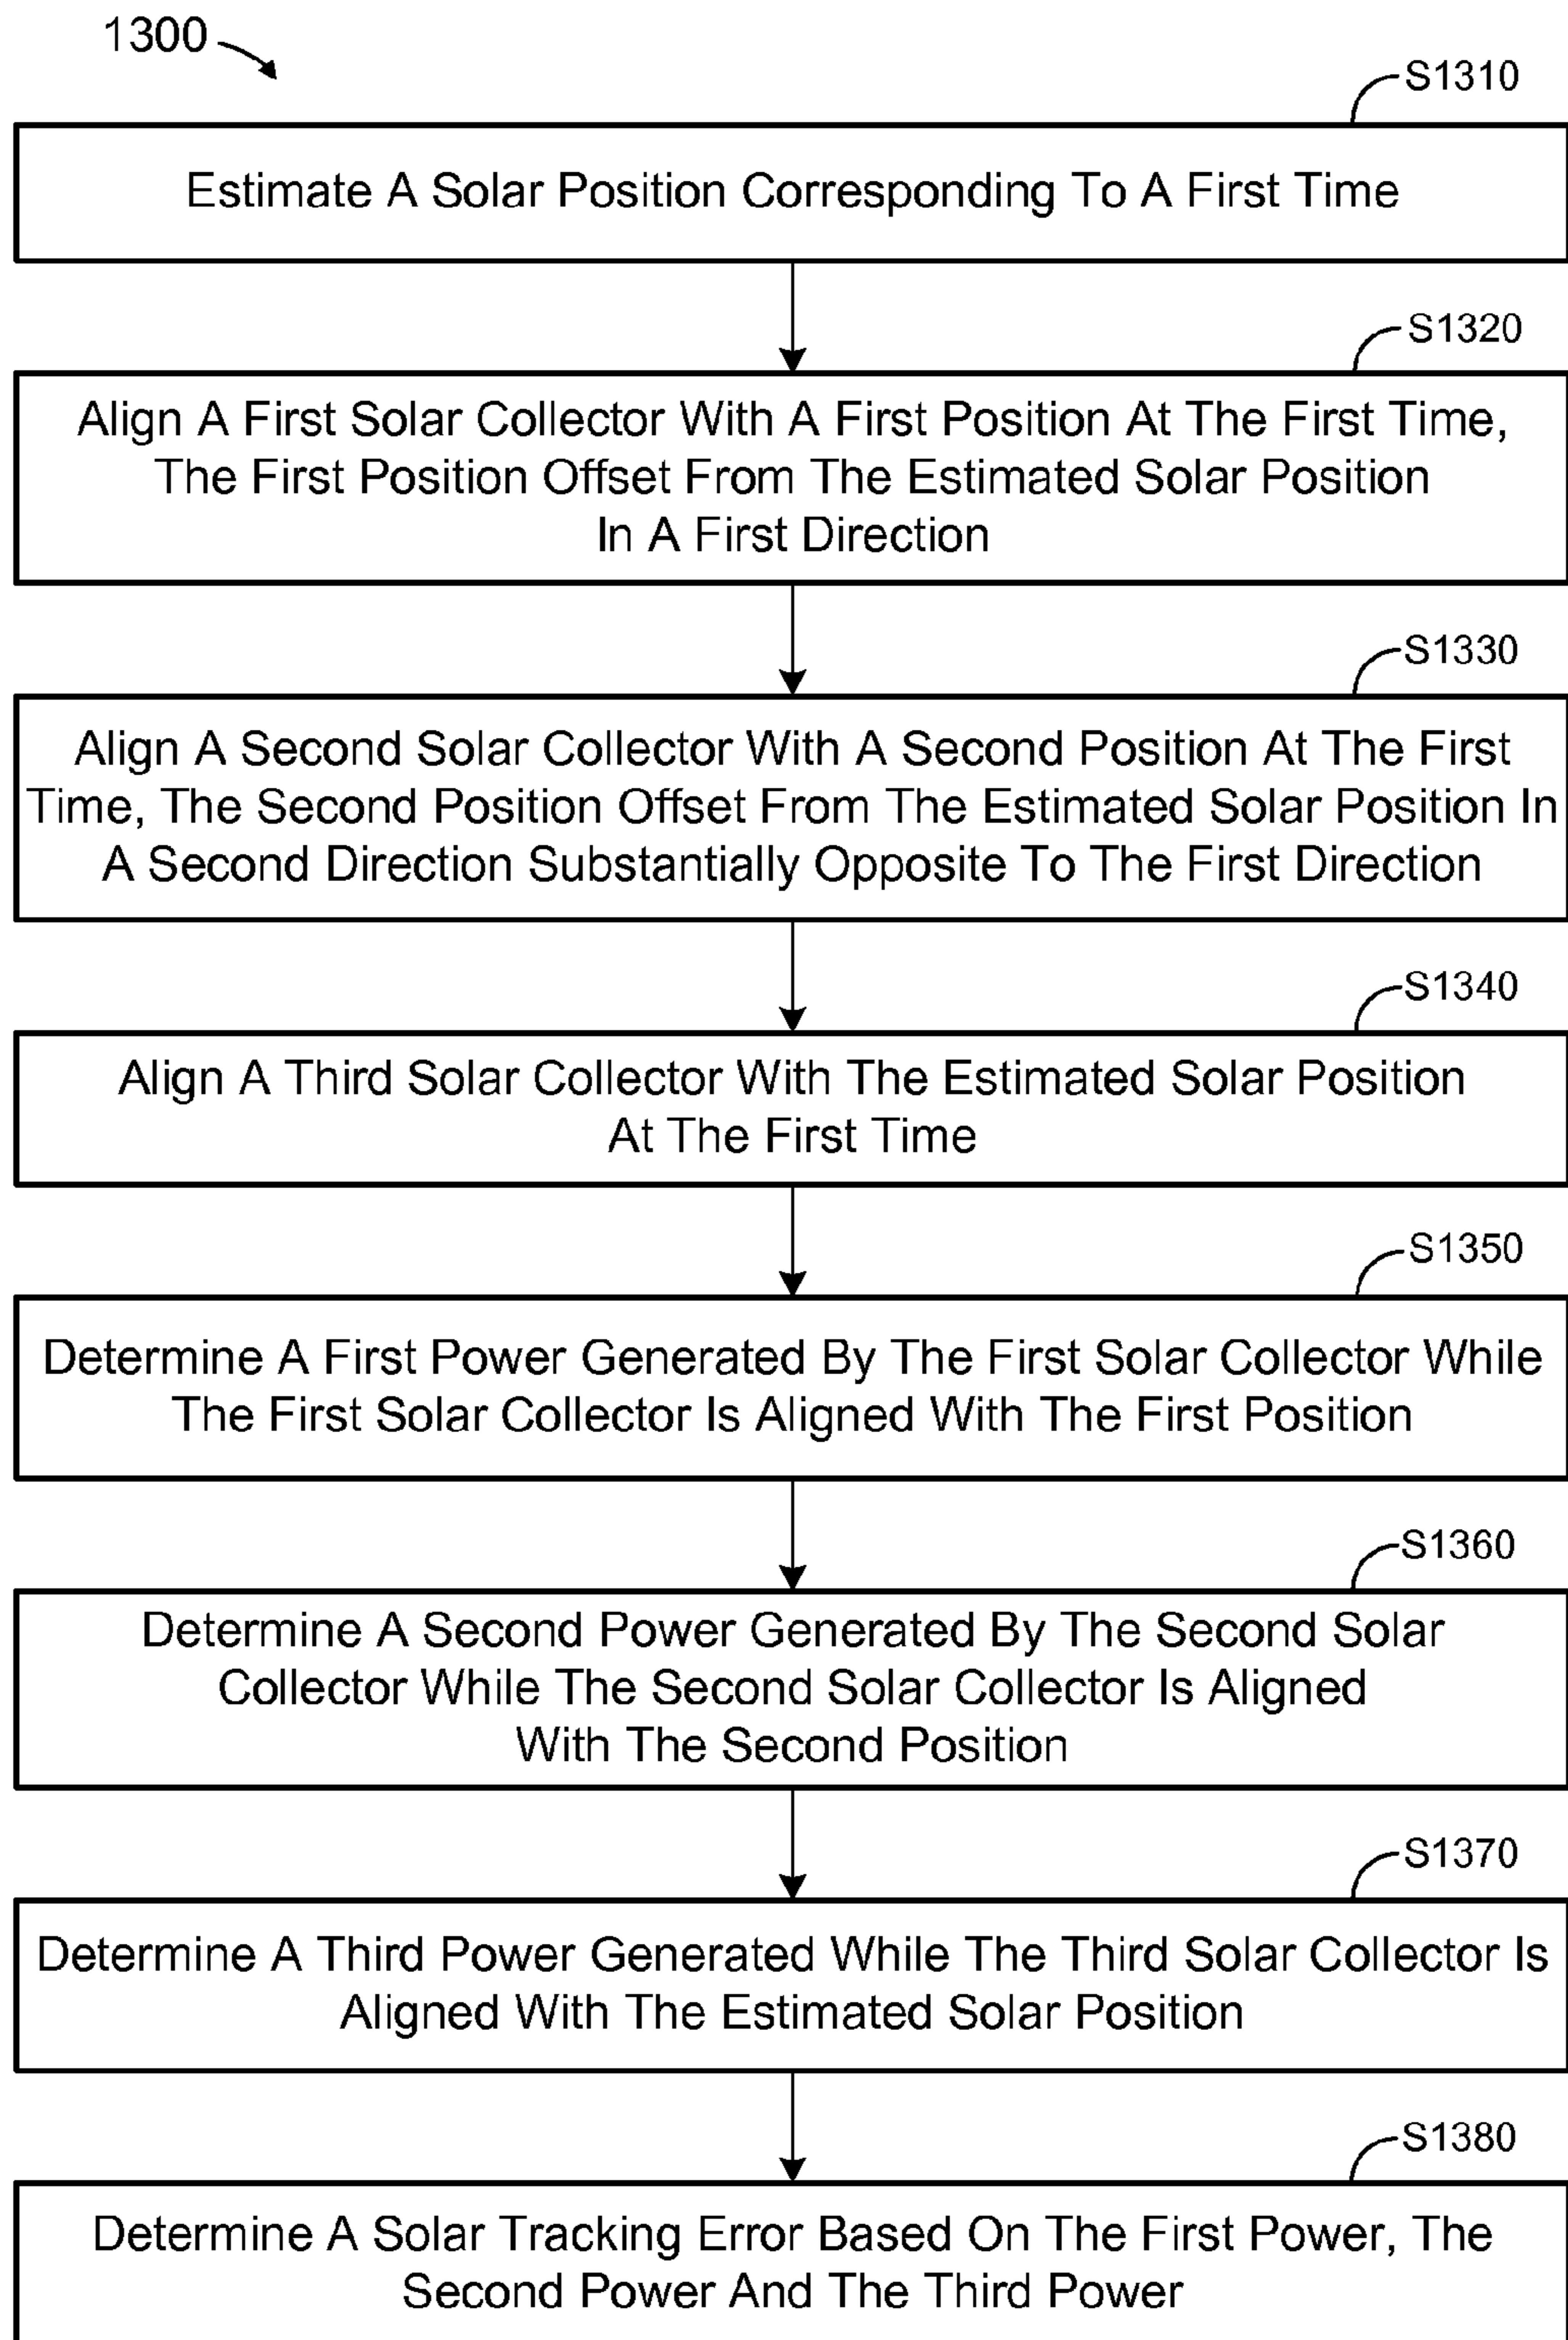 1300
S1310
Estimate A Solar Position Corresponding To A First Time
S1320
Align A First Solar Collector With A First Position At The First Time,
The First Position Offset From The Estimated Solar Position
In A First Direction
S1330
Align A Second Solar Collector With A Second Position At The First
Time, The Second Position Offset From The Estimated Solar Position In
A Second Direction Substantially Opposite To The First Direction
S1340
Align A Third Solar Collector With The Estimated Solar Position
At The First Time
S1350
Determine A First Power Generated By The First Solar Collector While
The First Solar Collector Is Aligned With The First Position
S1360
Determine A Second Power Generated By The Second Solar
Collector While The Second Solar Collector Is Aligned
With The Second Position
S1370
Determine A Third Power Generated While The Third Solar Collector Is
Aligned With The Estimated Solar Position
S1380
Determine A Solar Tracking Error Based On The First Power, The
Second Power And The Third Power